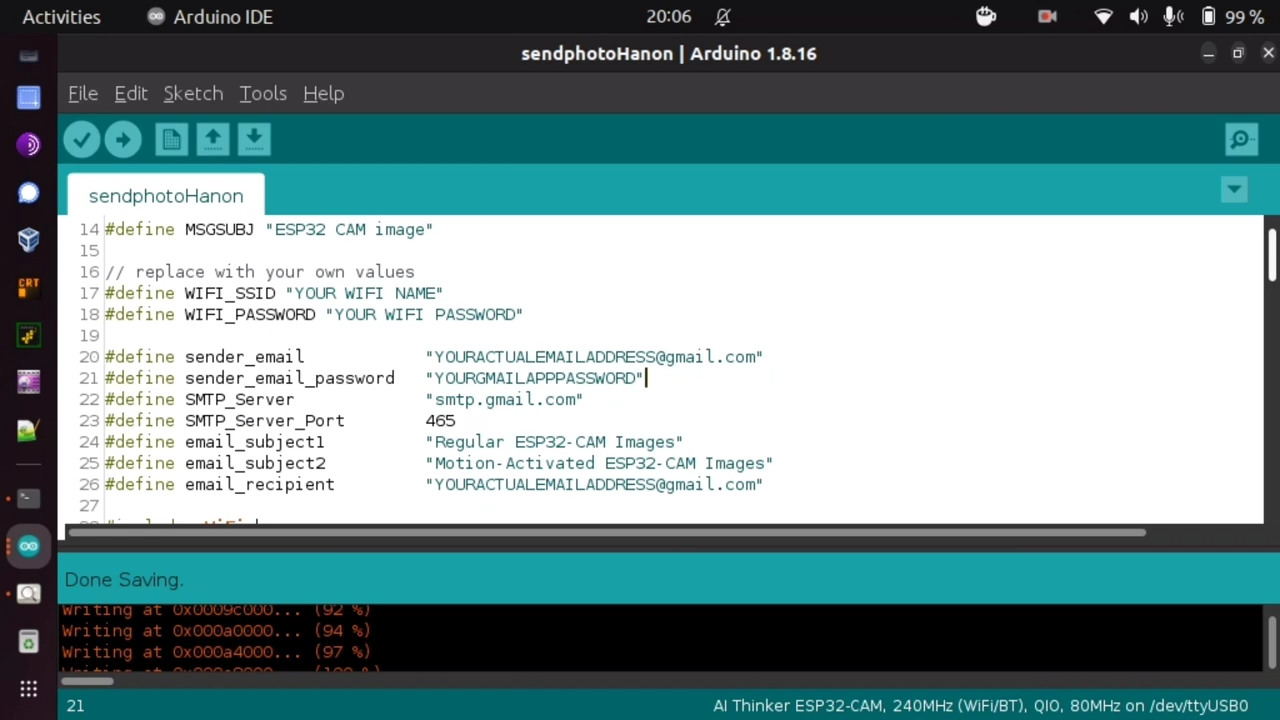 Activities Arduino IDE 20:06 99 %
sendphotoHanon | Arduino 1.8.16
File Edit Sketch Tools Help
sendphotoHanon
14 #define MSGSUBJ "ESP32 CAM image"
15
16 // replace with your own values
17 #define WIFI_SSID "YOUR WIFI NAME"
18 #define WIFI_PASSWORD "YOUR WIFI PASSWORD"
19
20 #define sender_email "YOURACTUALEMAILADDRESS@gmail.com"
21 #define sender_email_password "YOURGMAILAPPPASSWORD"
22 #define SMTP_Server "smtp.gmail.com"
23 #define SMTP_Server_Port 465
24 #define email_subject1 "Regular ESP32-CAM Images"
25 #define email_subject2 "Motion-Activated ESP32-CAM Images"
26 #define email_recipient "YOURACTUALEMAILADDRESS@gmail.com"
27
CRT
Done Saving.
Writing at 0x0009c000... (92 %)
Writing at 0x000a0000... (94 %)
Writing at 0x000a4000... (97 %)
21 AI Thinker ESP32-CAM, 240MHz (WiFi/BT), QIO, 80MHz on /dev/ttyUSB0